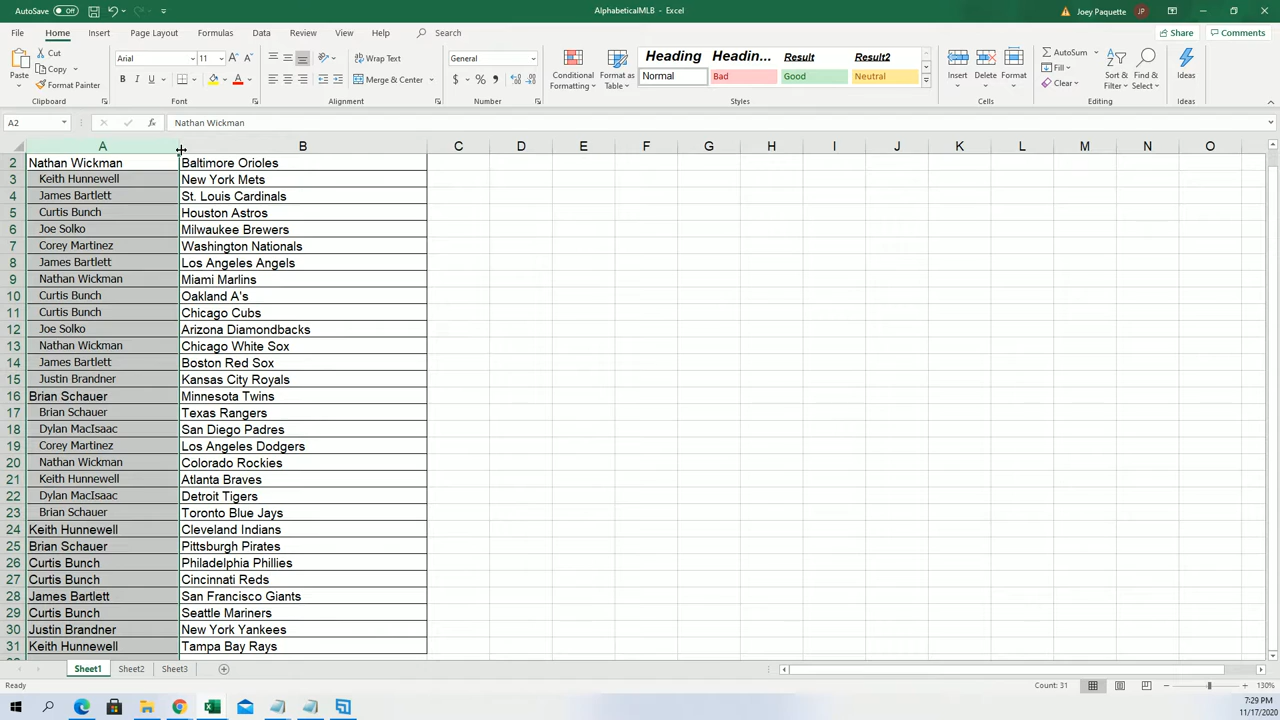 AutoSave Off AlphabeticalMLB - Excel Joey Paquette JP
File Home Insert Page Layout Formulas Data Review View Help Search Share Comments
Paste Cut Copy Format Painter Clipboard
Arial 11 A A B I U A Font
ab Wrap Text Merge & Center Alignment
General $ % , Number
Conditional Formatting Format as Table Heading Headin... Result Result2 Normal Bad Good Neutral Styles
Insert Delete Format Cells
AutoSum Fill Clear Sort & Filter Find & Select Editing
Ideas Ideas
A2 fx Nathan Wickman
A B C D E F G H I J K L M N O
2 Nathan Wickman Baltimore Orioles
3 Keith Hunnewell New York Mets
4 James Bartlett St. Louis Cardinals
5 Curtis Bunch Houston Astros
6 Joe Solko Milwaukee Brewers
7 Corey Martinez Washington Nationals
8 James Bartlett Los Angeles Angels
9 Nathan Wickman Miami Marlins
10 Curtis Bunch Oakland A's
11 Curtis Bunch Chicago Cubs
12 Joe Solko Arizona Diamondbacks
13 Nathan Wickman Chicago White Sox
14 James Bartlett Boston Red Sox
15 Justin Brandner Kansas City Royals
16 Brian Schauer Minnesota Twins
17 Brian Schauer Texas Rangers
18 Dylan MacIsaac San Diego Padres
19 Corey Martinez Los Angeles Dodgers
20 Nathan Wickman Colorado Rockies
21 Keith Hunnewell Atlanta Braves
22 Dylan MacIsaac Detroit Tigers
23 Brian Schauer Toronto Blue Jays
24 Keith Hunnewell Cleveland Indians
25 Brian Schauer Pittsburgh Pirates
26 Curtis Bunch Philadelphia Phillies
27 Curtis Bunch Cincinnati Reds
28 James Bartlett San Francisco Giants
29 Curtis Bunch Seattle Mariners
30 Justin Brandner New York Yankees
31 Keith Hunnewell Tampa Bay Rays
Sheet1 Sheet2 Sheet3
Ready Count: 31 130%
7:29 PM
11/17/2020